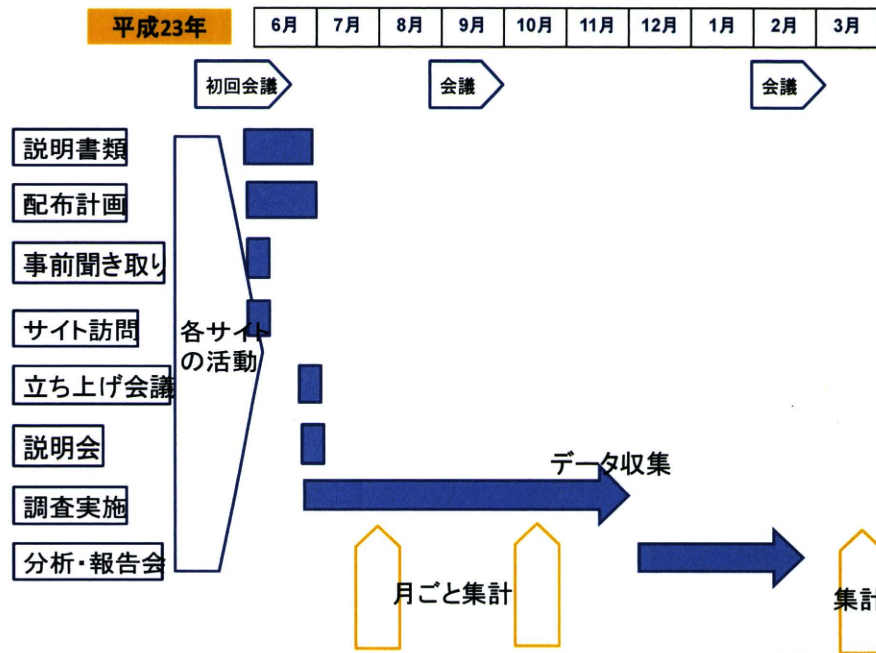 平成23年 6月 7月 8月 9月 10月 11月 12月 1月 2月 3月
初回会議 会議 会議
説明書類
配布計画
事前聞き取り
サイト訪問
各サイト
の活動
立ち上げ会議
説明会
データ収集
調査実施
分析・報告会
月ごと集計
集計